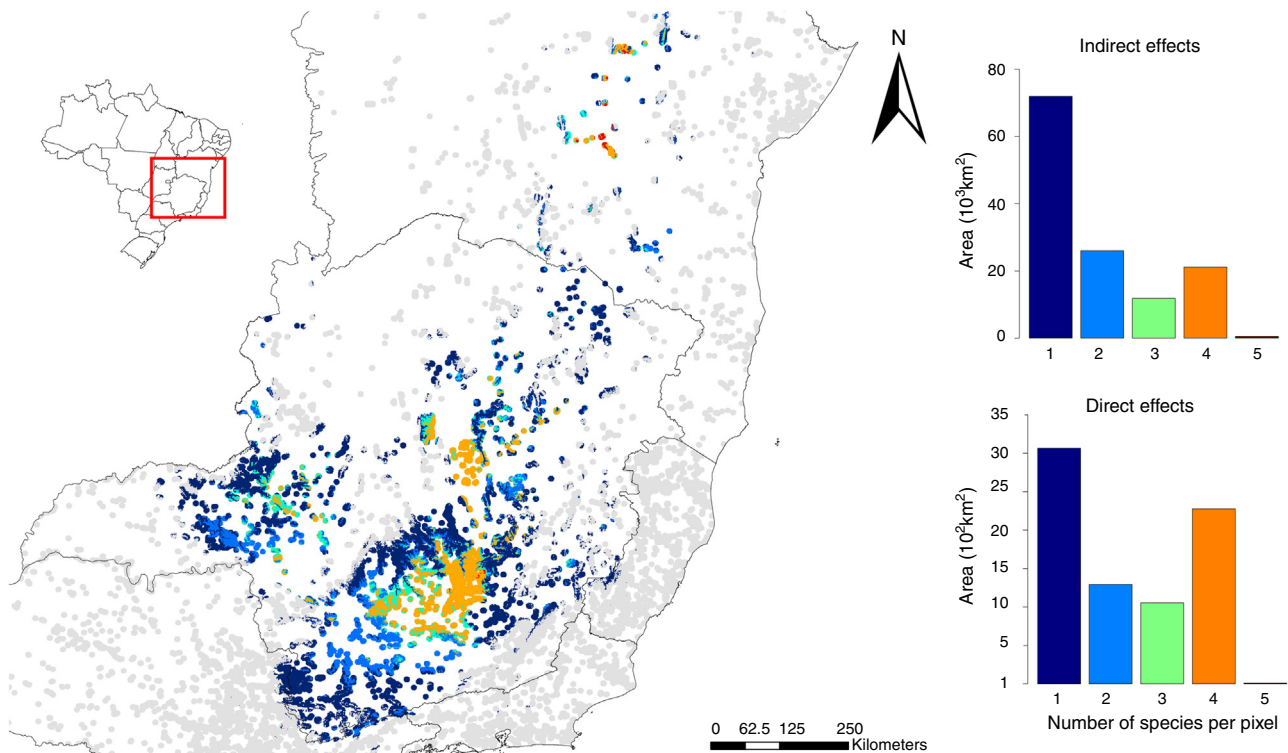 N
0 62.5 125 250
Kilometers
Indirect effects
Area (10³km²)
80
60
40
20
0
1 2 3 4 5
Direct effects
Area (10²km²)
35
30
25
20
15
10
5
1
1 2 3 4 5
Number of species per pixel